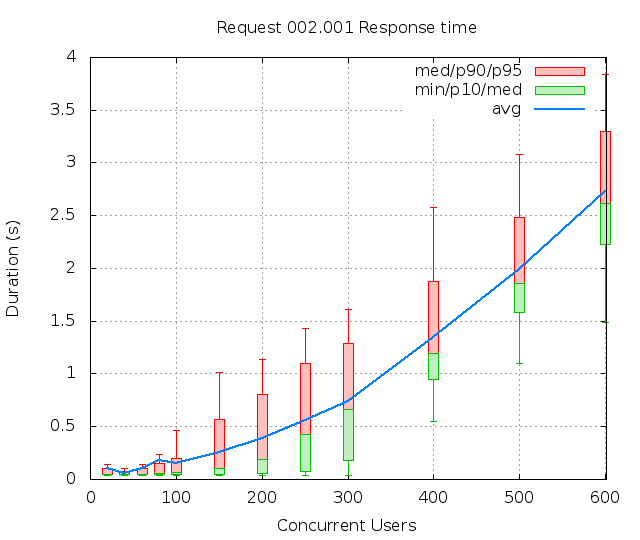 Request 002.001 Response time
med/p90/p95
min/p10/med
avg
Duration (s)
4
3.5
3
2.5
2
1.5
1
0.5
0
0 100 200 300 400 500 600
Concurrent Users